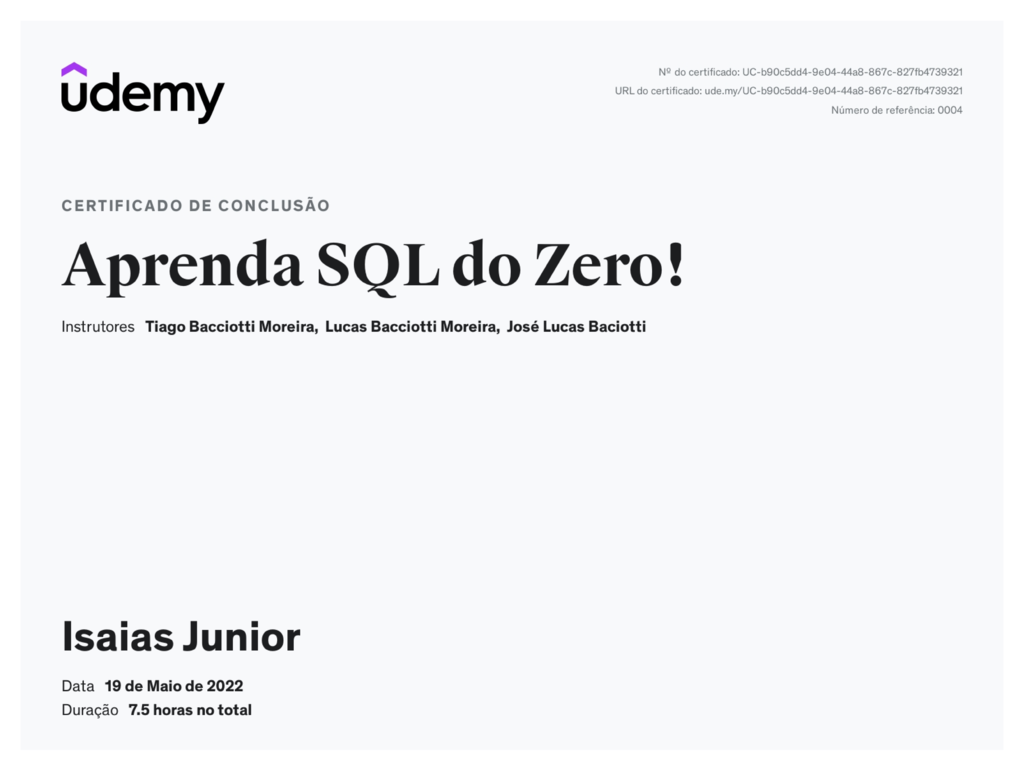 udemy
Nº do certificado: UC-b90c5dd4-9e04-44a8-867c-827fb4739321
URL do certificado: ude.my/UC-b90c5dd4-9e04-44a8-867c-827fb4739321
Número de referência: 0004
CERTIFICADO DE CONCLUSÃO
Aprenda SQL do Zero!
Instrutores Tiago Bacciotti Moreira, Lucas Bacciotti Moreira, José Lucas Baciotti
Isaias Junior
Data 19 de Maio de 2022
Duração 7.5 horas no total